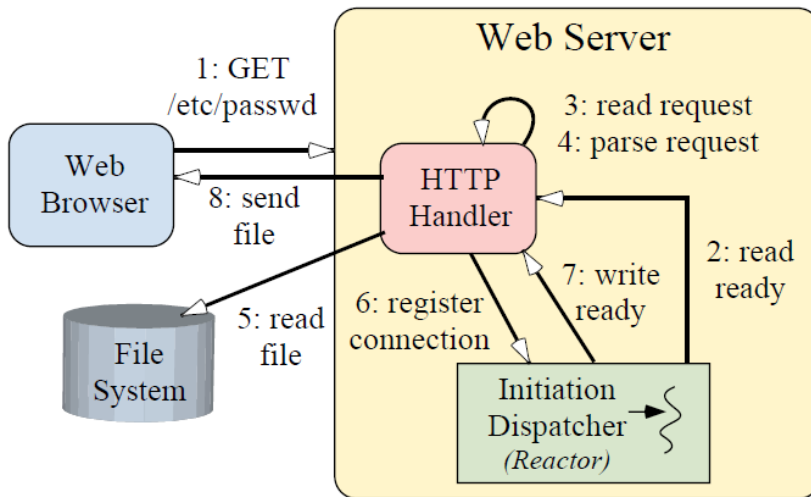 Web Server
1: GET
/etc/passwd
3: read request
4: parse request
Web
Browser
HTTP
Handler
8: send
file
2: read
ready
7: write
ready
6: register
connection
5: read
file
File
System
Initiation
Dispatcher
(Reactor)